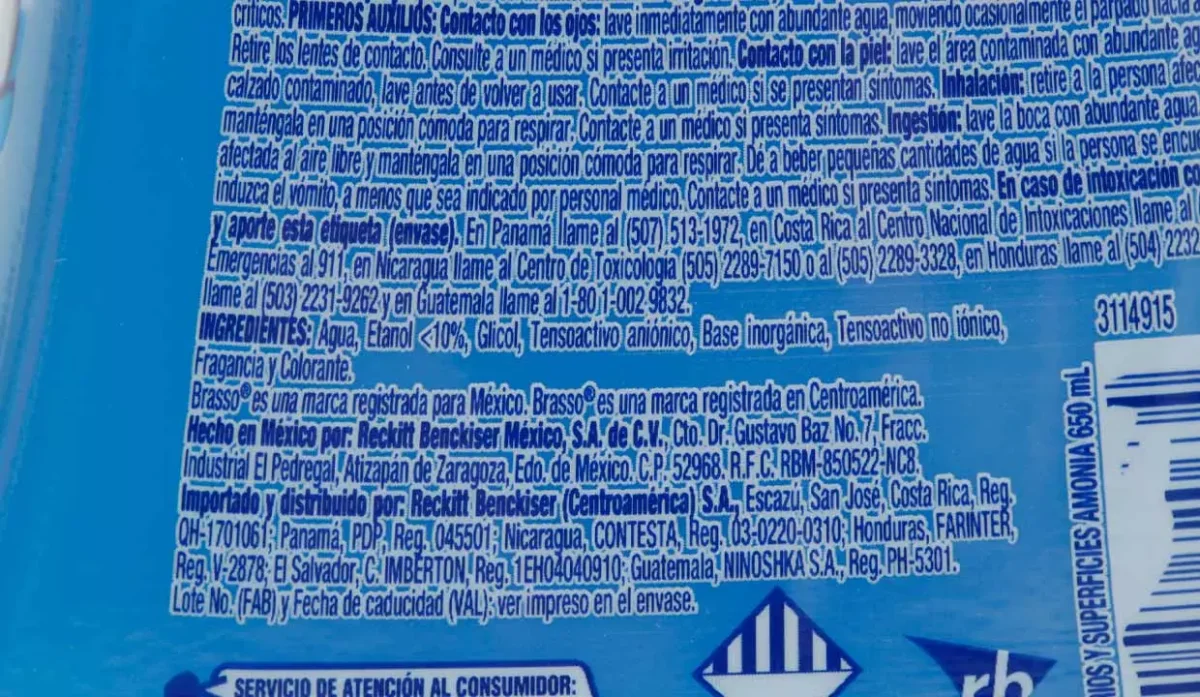 críticos. PRIMEROS AUXILIOS: Contacto con los ojos: lave inmediatamente con abundante agua, moviendo ocasionalmente el párpado hacia
Retire los lentes de contacto. Consulte a un médico si presenta irritación. Contacto con la piel: lave el área contaminada con abundante
calzado contaminado, lave antes de volver a usar. Contacte a un médico si se presentan síntomas. Inhalación: retire a la persona
manténgala en una posición cómoda para respirar. Contacte a un médico si presenta síntomas. Ingestión: lave la boca con abundante agua
afectada al aire libre y manténgala en una posición cómoda para respirar. Dé a beber pequeñas cantidades de agua si la persona se
induzca el vómito, a menos que sea indicado por personal médico. Contacte a un médico si presenta síntomas. En caso de intoxicación
y aporte esta etiqueta (envase). En Panamá llame al (507) 513-1972, en Costa Rica al Centro Nacional de Intoxicaciones llame al
Emergencias al 911, en Nicaragua llame al Centro de Toxicología (505) 2289-7150 o al (505) 2289-3328, en Honduras llame al (504)
llame al (503) 2231-9262 y en Guatemala llame al 1-80 1-002 9832.
INGREDIENTES: Agua, Etanol <10%, Glicol, Tensoactivo aniónico, Base inorgánica, Tensoactivo no iónico,
Fragancia y Colorante.
Brasso® es una marca registrada para México. Brasso® es una marca registrada en Centroamérica.
Hecho en México por: Reckitt Benckiser México, S.A. de C.V., Cto. Dr. Gustavo Baz No. 7, Fracc.
Industrial El Pedregal, Atizapán de Zaragoza, Edo. de México. C.P. 52968, R.F.C. RBM-850522-NC8.
Importado y distribuido por: Reckitt Benckiser (Centroamérica) S.A., Escazú, San José, Costa Rica, Reg.
QH-1701061; Panamá, PDP, Reg. 045501; Nicaragua, CONTESTA, Reg. 03-0220-0310; Honduras, FARINTER,
Reg. V-2878; El Salvador, C. IMBERTON, Reg. 1EH04040910; Guatemala, NINOSHKA S.A., Reg. PH-5301.
Lote No. (FAB) y Fecha de caducidad (VAL): ver impreso en el envase.
SERVICIO DE ATENCIÓN AL CONSUMIDOR:
rb
3114915
Y SUPERFICIES AMONIA 650 mL